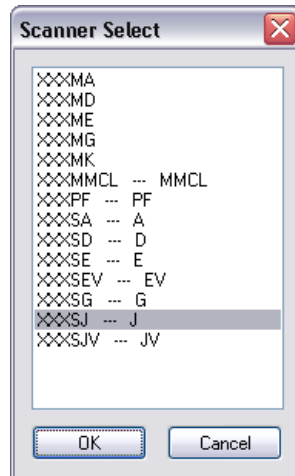 Scanner Select
XXXMA
XXXMD
XXXME
XXXMG
XXXMK
XXXMMCL --- MMCL
XXXPF --- PF
XXXSA --- A
XXXSD --- D
XXXSE --- E
XXXSEV --- EV
XXXSG --- G
XXXSJ --- J
XXXSJV --- JV
OK Cancel